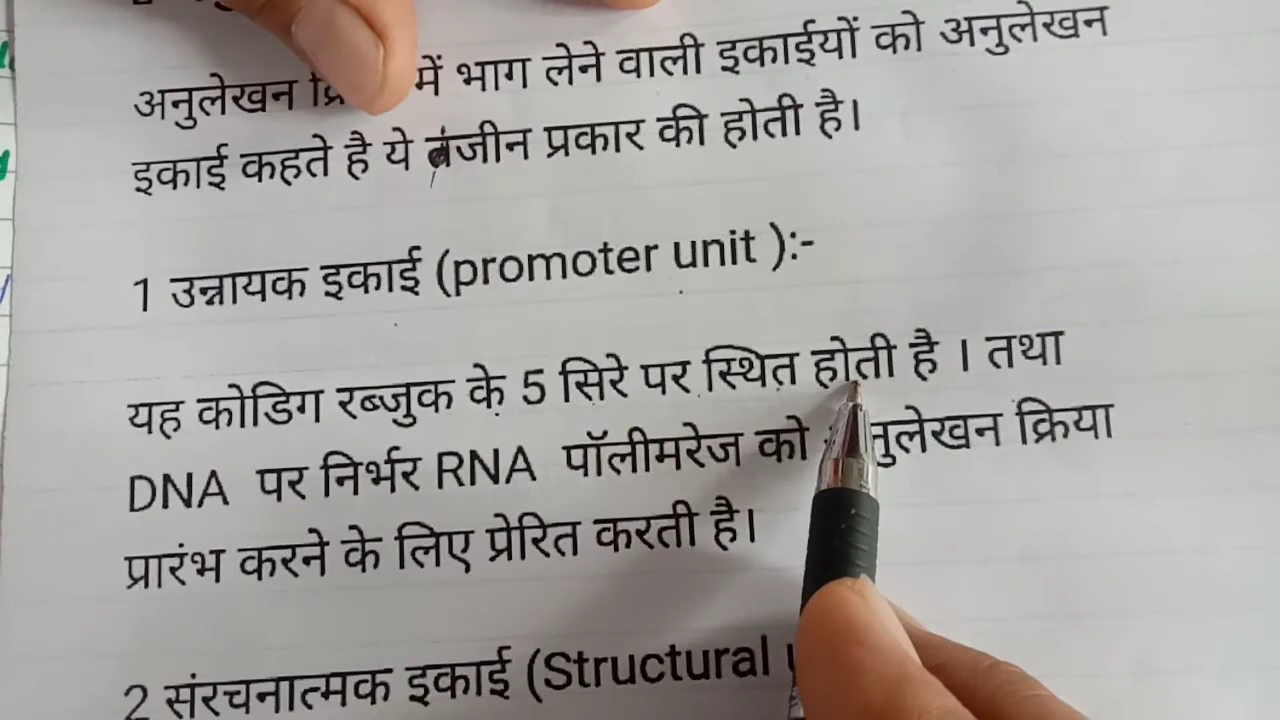 अनुलेखन में भाग लेने वाली इकाईयों को अनुलेखन
इकाई कहते है ये प्रकार की होती है।
1 उन्नायक इकाई (promoter unit ):-
यह कोडिग रब्जुक के 5 सिरे पर स्थित होती है । तथा
DNA पर निर्भर RNA पॉलीमरेज को क्रिया
प्रारंभ करने के लिए प्रेरित करती है।
2 संरचनात्मक इकाई (Structural